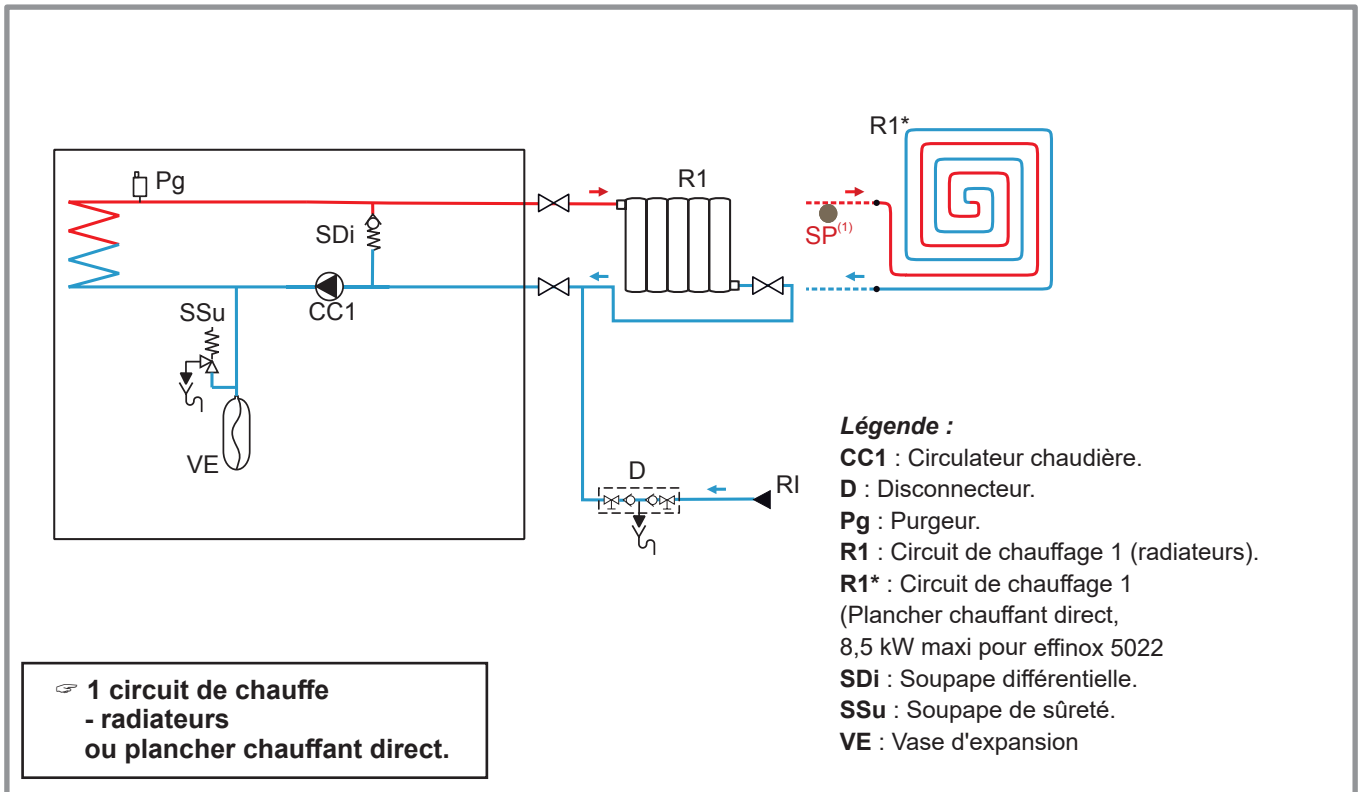 R1*
Pg
R1
SDi
SP(1)
SSu
CC1
VE
D
RI
Légende :
CC1 : Circulateur chaudière.
D : Disconnecteur.
Pg : Purgeur.
R1 : Circuit de chauffage 1 (radiateurs).
R1* : Circuit de chauffage 1
(Plancher chauffant direct,
8,5 kW maxi pour effinox 5022
SDi : Soupape différentielle.
SSu : Soupape de sûreté.
VE : Vase d'expansion
☞ 1 circuit de chauffe
- radiateurs
ou plancher chauffant direct.